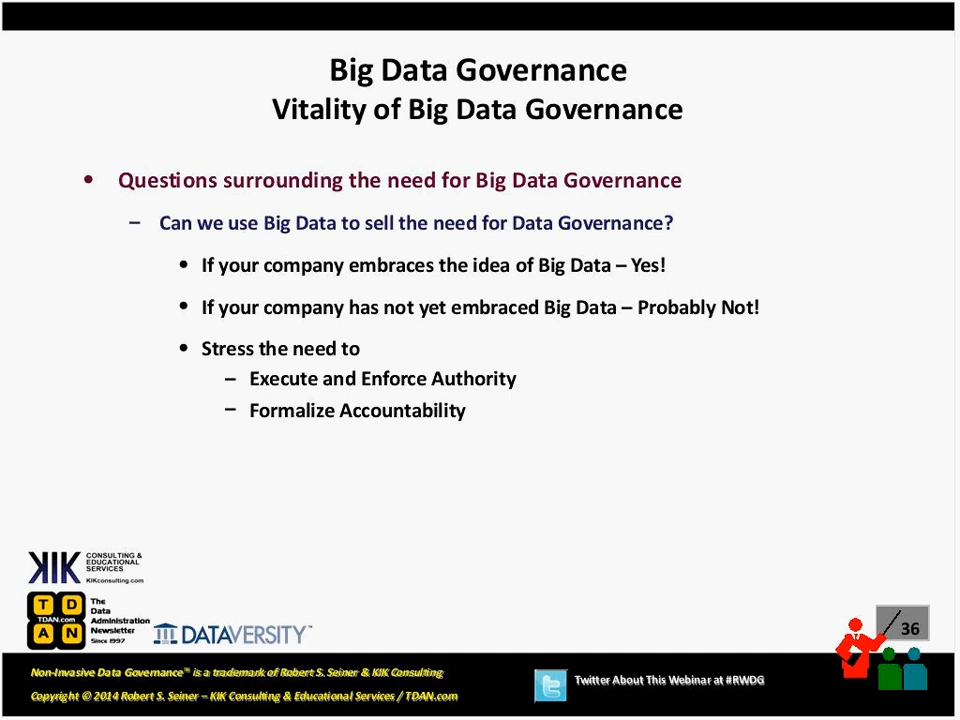 Big Data Governance
Vitality of Big Data Governance
• Questions surrounding the need for Big Data Governance
– Can we use Big Data to sell the need for Data Governance?
• If your company embraces the idea of Big Data – Yes!
• If your company has not yet embraced Big Data – Probably Not!
• Stress the need to
– Execute and Enforce Authority
– Formalize Accountability
KIK CONSULTING &
EDUCATIONAL
SERVICES
KIKconsulting.com
T D
TDAN.com
A N
The
Data
Administration
Newsletter
Since 1997
DATAVERSITY™
36
Non-Invasive Data Governance™ is a trademark of Robert S. Seiner & KIK Consulting
Copyright © 2014 Robert S. Seiner – KIK Consulting & Educational Services / TDAN.com
Twitter About This Webinar at #RWDG